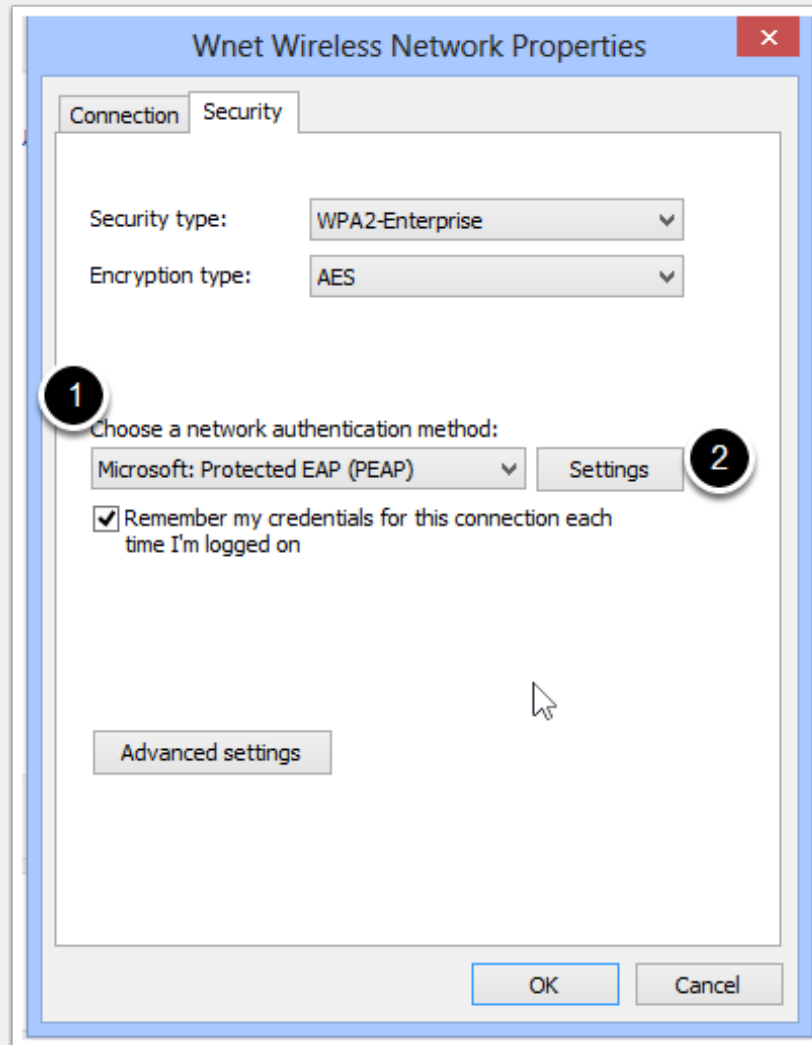 Wnet Wireless Network Properties
Connection
Security
Security type:
WPA2-Enterprise
Encryption type:
AES
1
Choose a network authentication method:
Microsoft: Protected EAP (PEAP)
Settings
2
Remember my credentials for this connection each
time I'm logged on
Advanced settings
OK
Cancel